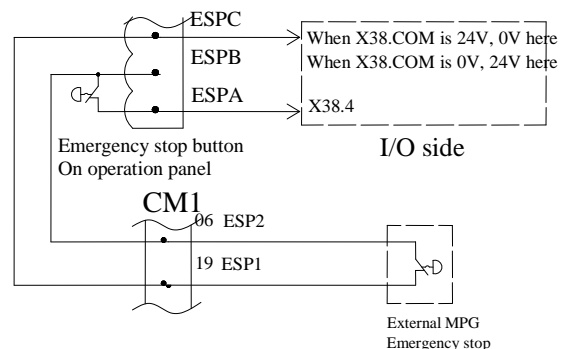 ESPC
When X38.COM is 24V, 0V here
ESPB
When X38.COM is 0V, 24V here
ESPA
X38.4
Emergency stop button
On operation panel
I/O side
CM1
06 ESP2
19 ESP1
External MPG
Emergency stop